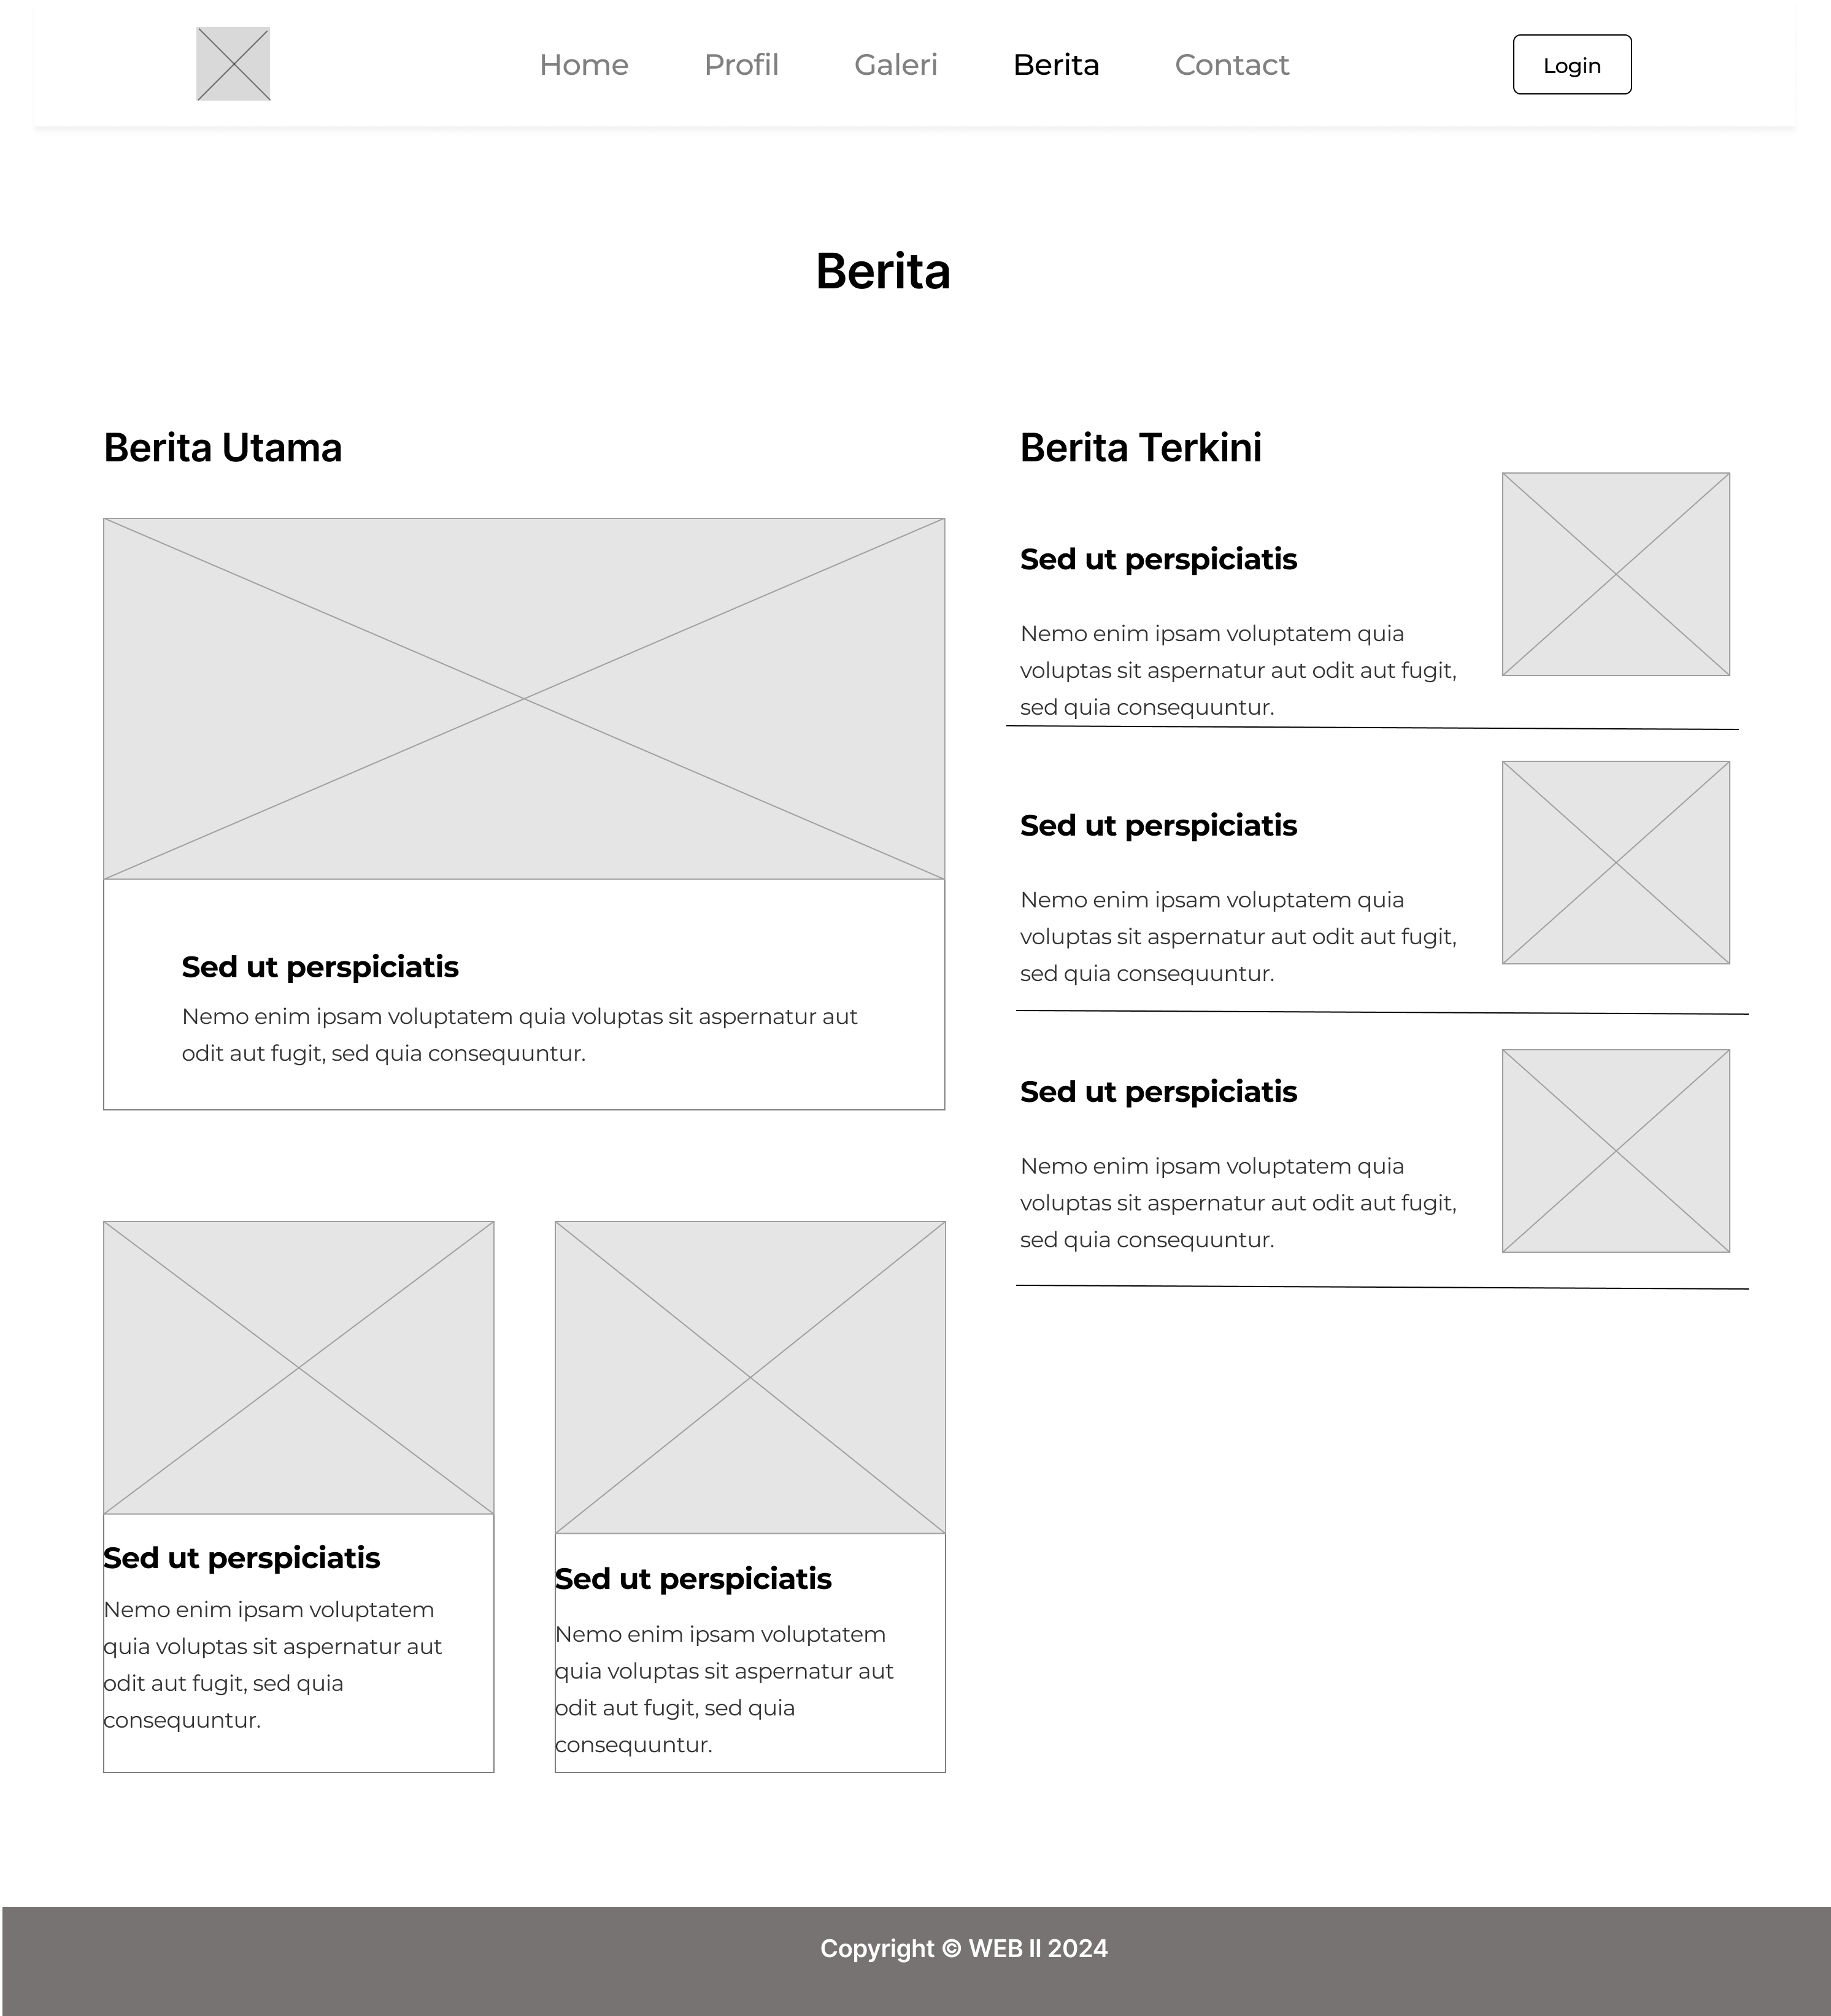 Home Profil Galeri Berita Contact Login
Berita
Berita Utama
Sed ut perspiciatis
Nemo enim ipsam voluptatem quia voluptas sit aspernatur aut
odit aut fugit, sed quia consequuntur.
Sed ut perspiciatis
Nemo enim ipsam voluptatem
quia voluptas sit aspernatur aut
odit aut fugit, sed quia
consequuntur.
Sed ut perspiciatis
Nemo enim ipsam voluptatem
quia voluptas sit aspernatur aut
odit aut fugit, sed quia
consequuntur.
Berita Terkini
Sed ut perspiciatis
Nemo enim ipsam voluptatem quia
voluptas sit aspernatur aut odit aut fugit,
sed quia consequuntur.
Sed ut perspiciatis
Nemo enim ipsam voluptatem quia
voluptas sit aspernatur aut odit aut fugit,
sed quia consequuntur.
Sed ut perspiciatis
Nemo enim ipsam voluptatem quia
voluptas sit aspernatur aut odit aut fugit,
sed quia consequuntur.
Copyright © WEB II 2024